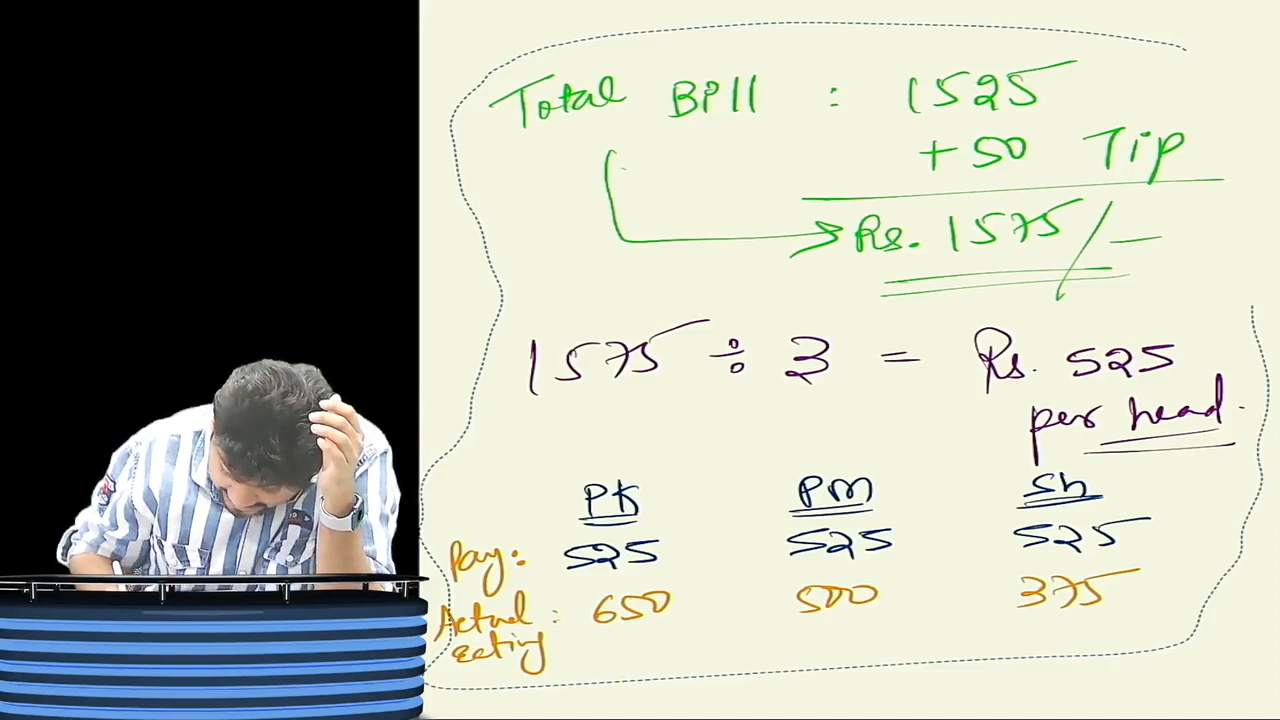 Total Bill : 1525
+ 50 Tip
Rs. 1575/-
1575 ÷ 3 = Rs. 525
per head.
PK PM Sh
Pay: 525 525 525
Actual eating : 650 500 375